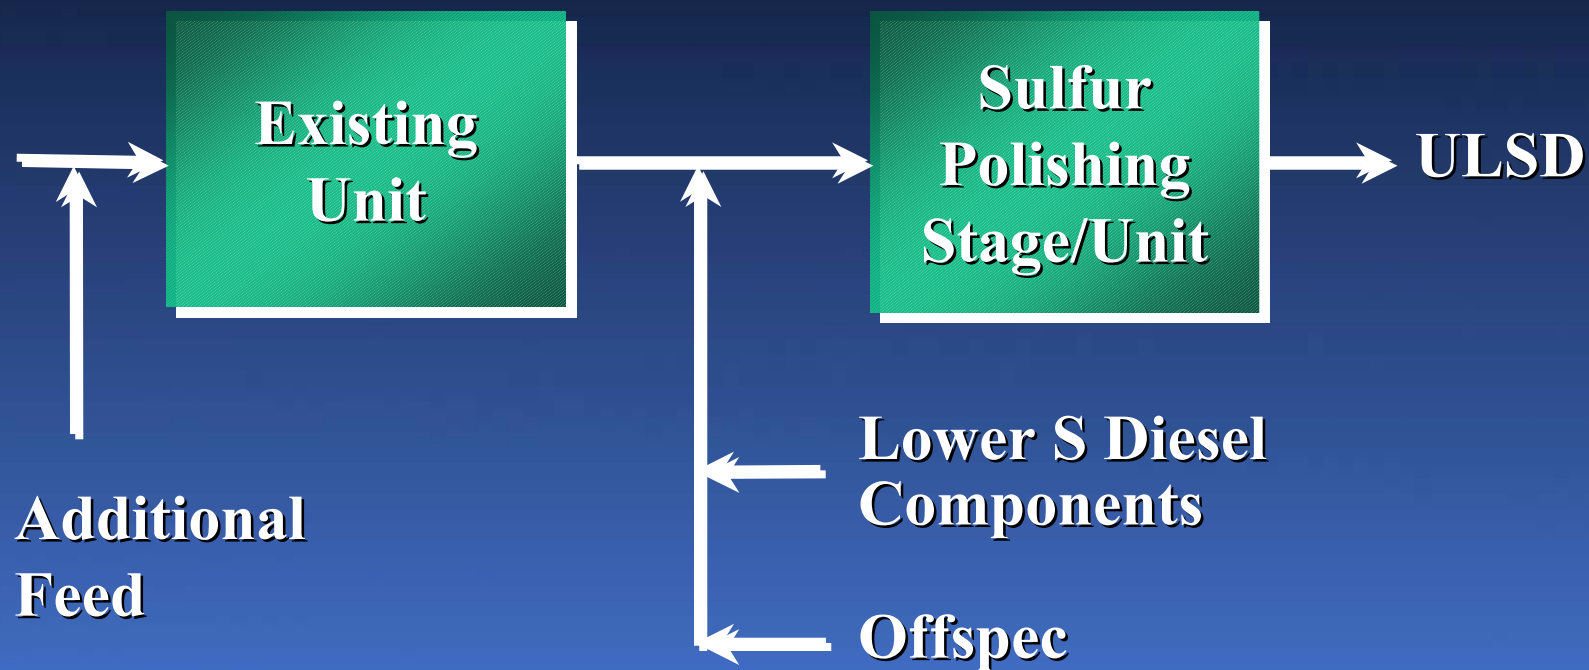 Existing
Unit
Sulfur
Polishing
Stage/Unit
ULSD
Additional
Feed
Lower S Diesel
Components
Offspec